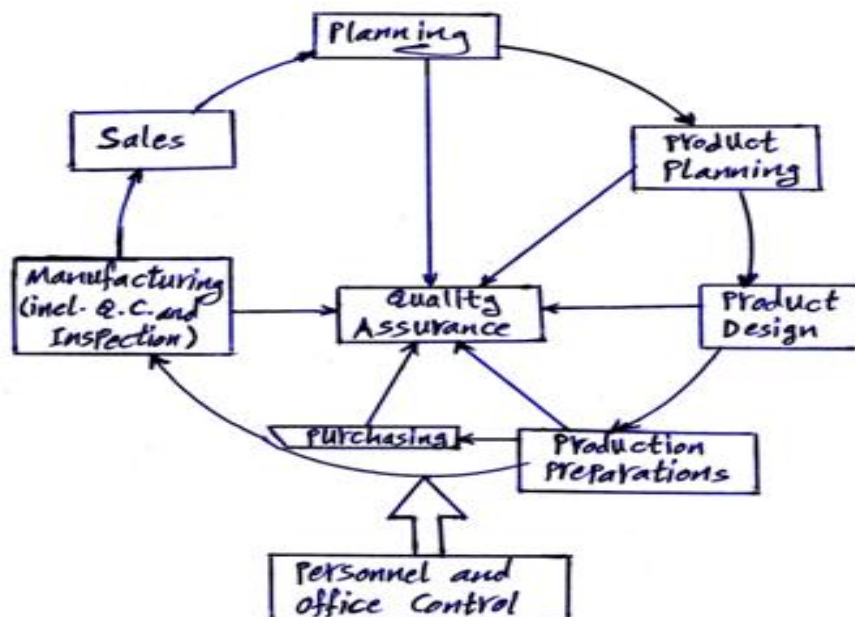 Planning
Sales
Product
Planning
Manufacturing
(incl. Q.C. and
Inspection)
Quality
Assurance
Product
Design
Purchasing
Production
Preparations
Personnel and
Office Control